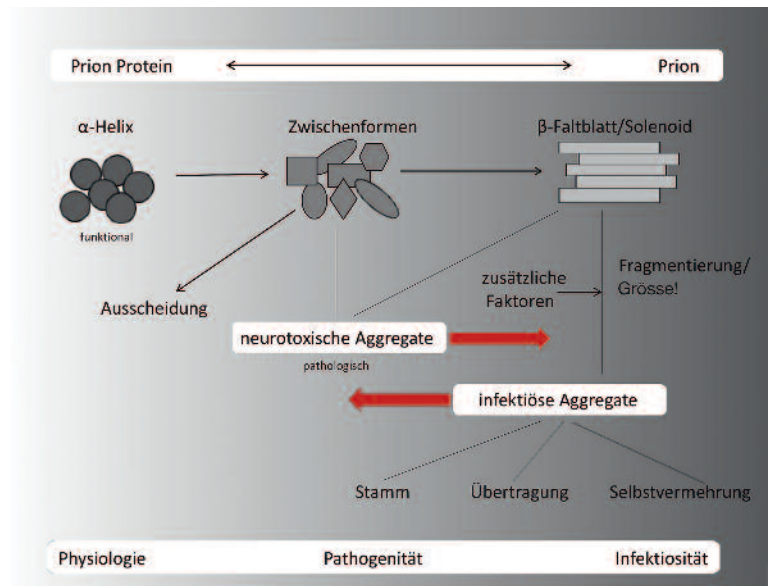 Prion Protein Prion
α-Helix Zwischenformen β-Faltblatt/Solenoid
funktional
Ausscheidung
zusätzliche
Faktoren
Fragmentierung/
Grösse!
neurotoxische Aggregate
pathologisch
infektiöse Aggregate
Stamm Übertragung Selbstvermehrung
Physiologie Pathogenität Infektiosität